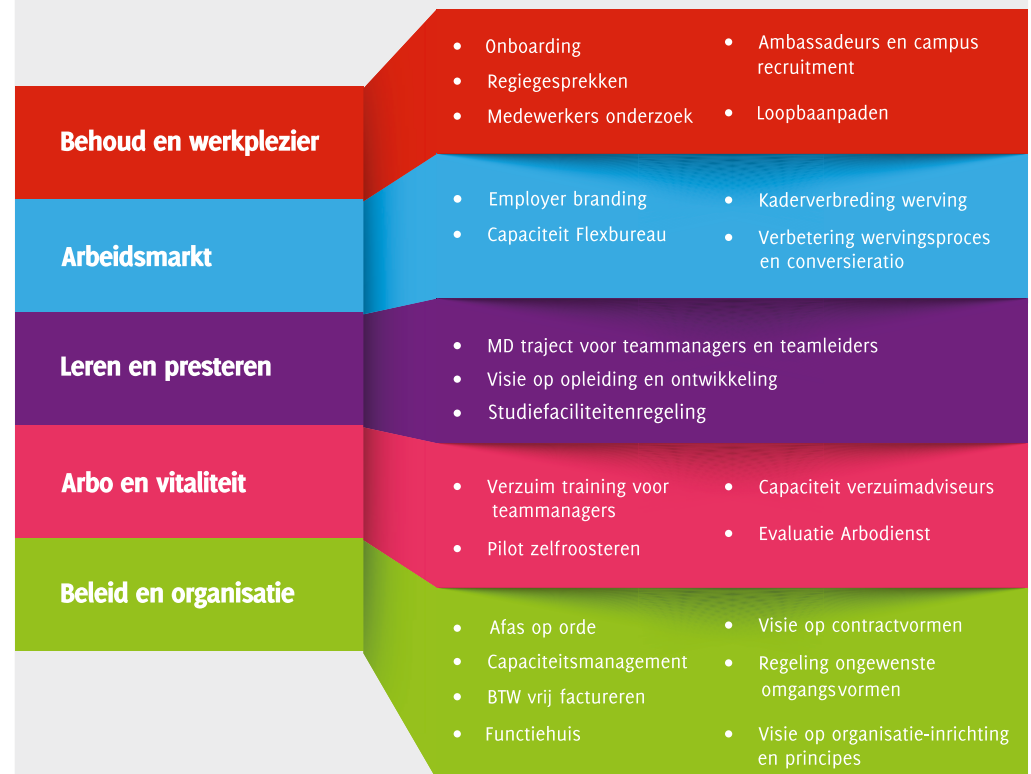 Behoud en werkplezier
• Onboarding
• Regiegesprekken
• Medewerkers onderzoek
• Ambassadeurs en campus
recruitment
• Loopbaanpaden
Arbeidsmarkt
• Employer branding
• Capaciteit Flexbureau
• Kaderverbreding werving
• Verbetering wervingsproces
en conversieratio
Leren en presteren
• MD traject voor teammanagers en teamleiders
• Visie op opleiding en ontwikkeling
• Studiefaciliteitenregeling
Arbo en vitaliteit
• Verzuim training voor
teammanagers
• Pilot zelfroosteren
• Capaciteit verzuimadviseurs
• Evaluatie Arbodienst
Beleid en organisatie
• Afas op orde
• Capaciteitsmanagement
• BTW vrij factureren
• Functiehuis
• Visie op contractvormen
• Regeling ongewenste
omgangsvormen
• Visie op organisatie-inrichting
en principes